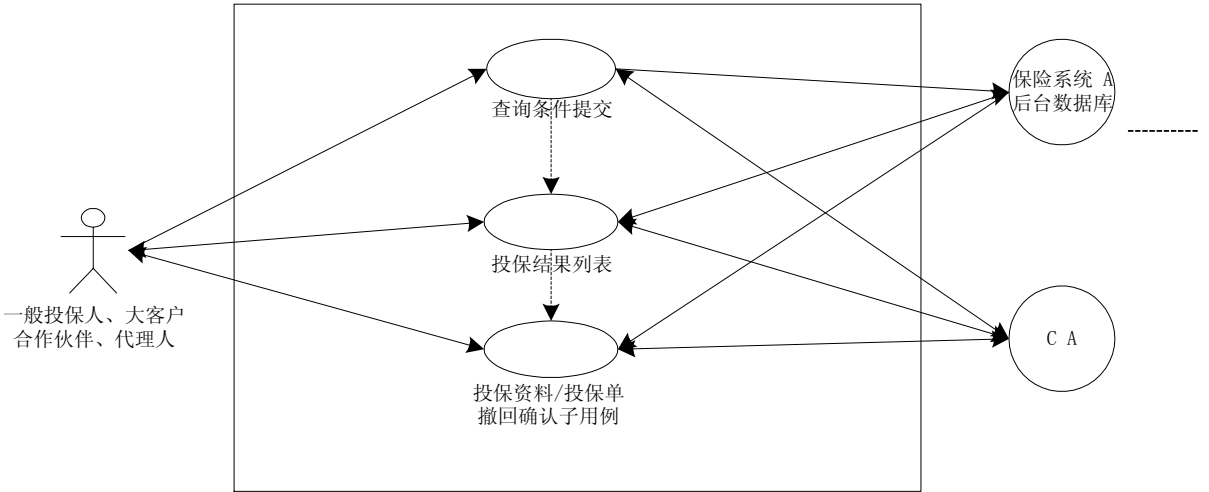 保险系统 A
后台数据库
查询条件提交
投保结果列表
一般投保人、大客户
合作伙伴、代理人
C A
投保资料/投保单
撤回确认子用例